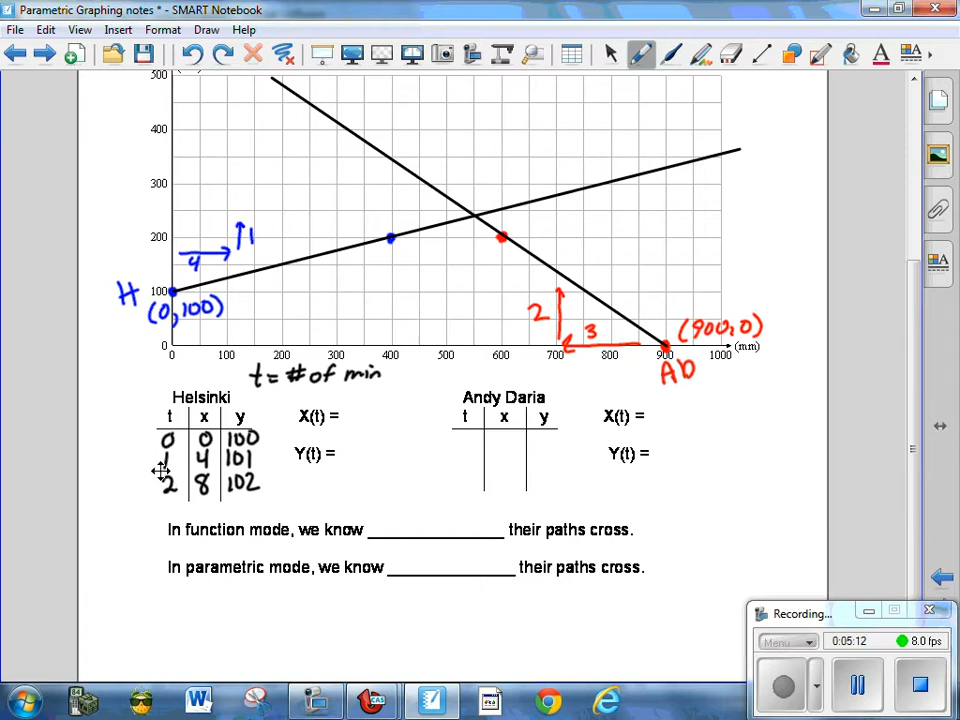 Parametric Graphing notes * - SMART Notebook
File Edit View Insert Format Draw Help
500
400
300
200
100
0
0 100 200 300 400 500 600 700 800 900 1000 (mm)
H
(0,100)
4
1
2
3
(900,0)
AD
t = # of min
Helsinki
t x y
0 0 100
1 4 101
2 8 102
X(t) =
Y(t) =
Andy Daria
t x y
X(t) =
Y(t) =
In function mode, we know _______________ their paths cross.
In parametric mode, we know ______________ their paths cross.
Recording...
Menu
0:05:12
8.0 fps